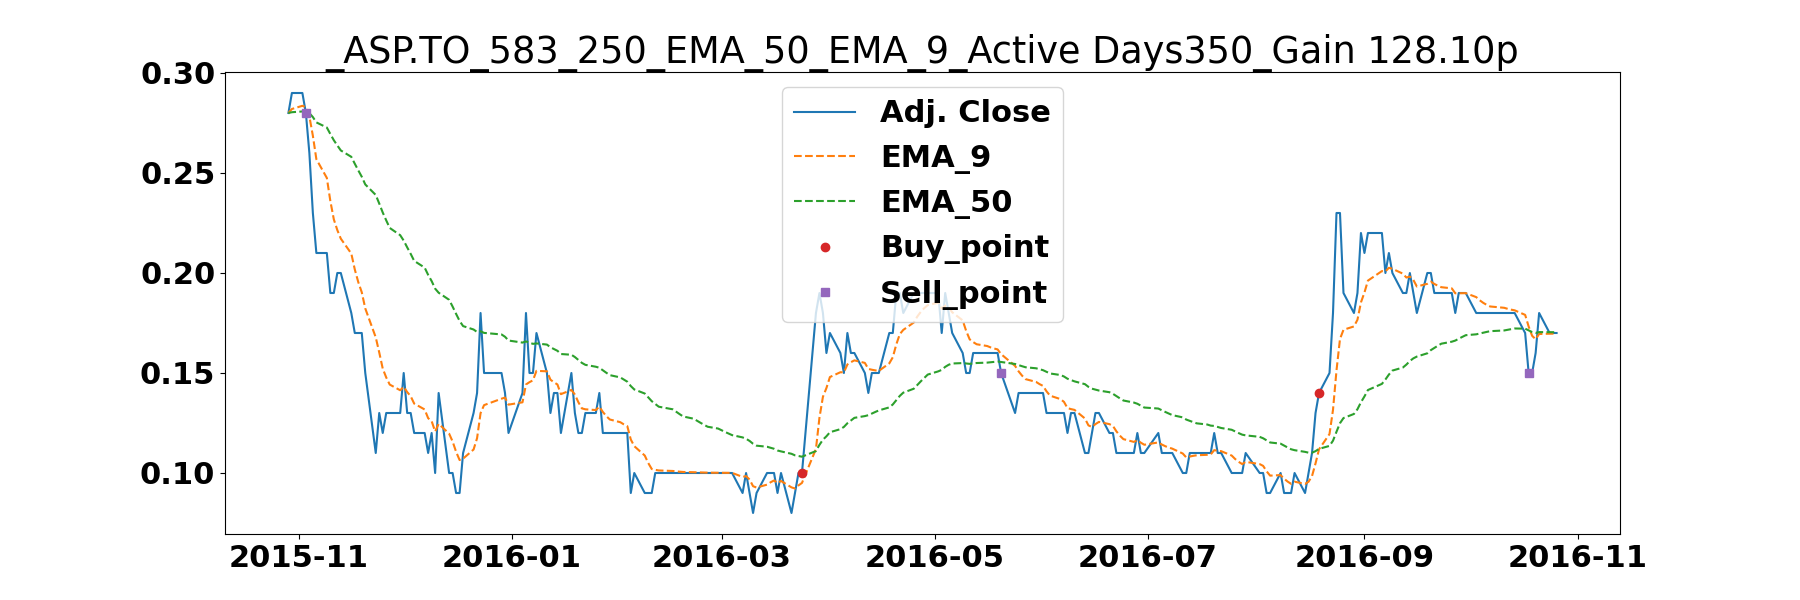 _ASP.TO_583_250_EMA_50_EMA_9_Active Days350_Gain 128.10p
0.30
0.25
0.20
0.15
0.10
Adj. Close
EMA_9
EMA_50
Buy_point
Sell_point
2015-11
2016-01
2016-03
2016-05
2016-07
2016-09
2016-11